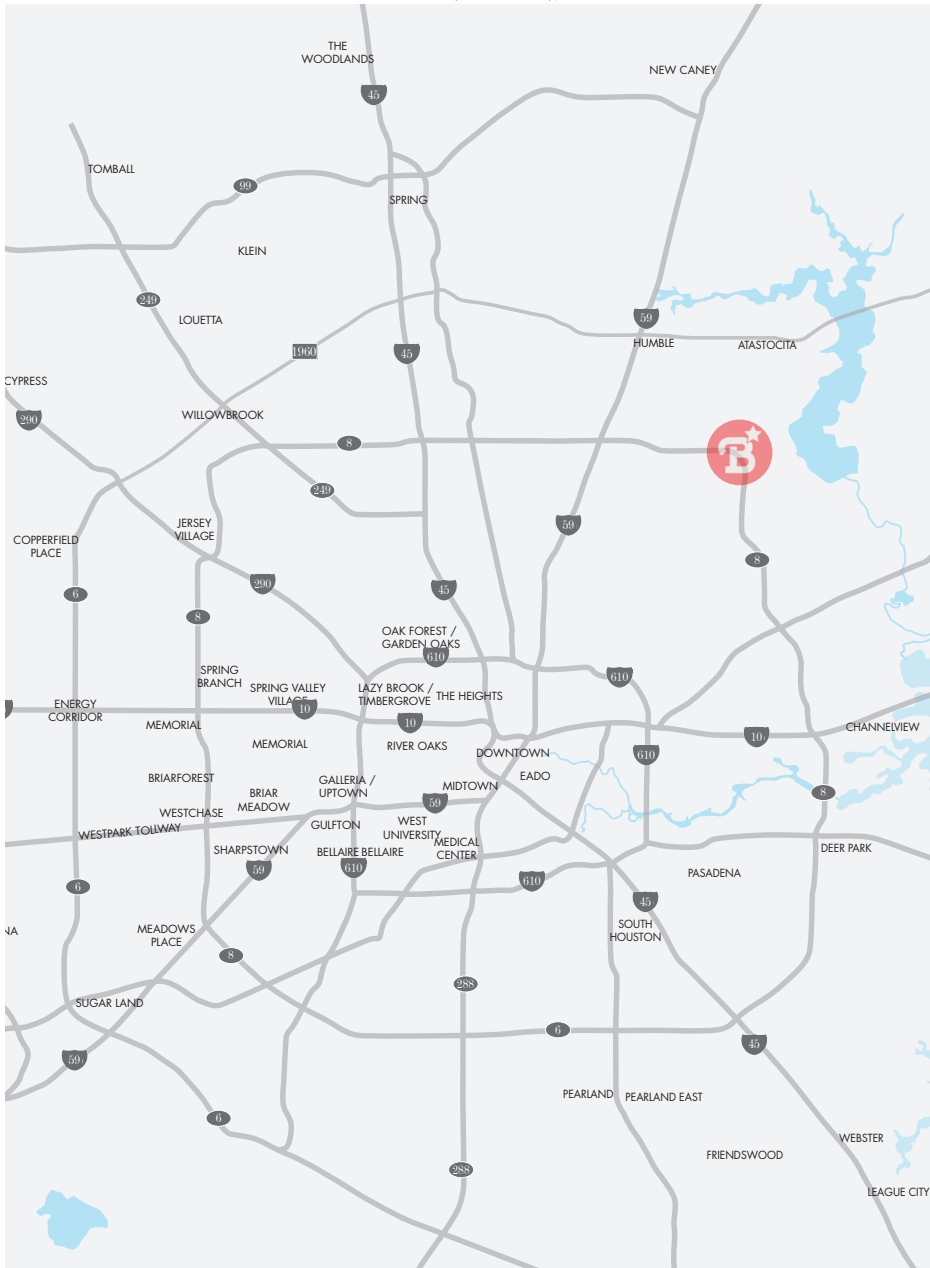 THE
WOODLANDS
NEW CANEY
45
TOMBALL
99
SPRING
KLEIN
249
LOUETTA
59
HUMBLE
ATASTOCITA
1960
45
CYPRESS
290
WILLOWBROOK
8
B
249
59
JERSEY
VILLAGE
COPPERFIELD
PLACE
8
6
290
45
8
OAK FOREST /
GARDEN OAKS
610
610
SPRING
BRANCH
SPRING VALLEY
VILLAGE
LAZY BROOK /
TIMBERGROVE
THE HEIGHTS
ENERGY
CORRIDOR
10
10
MEMORIAL
MEMORIAL
RIVER OAKS
DOWNTOWN
610
10
CHANNELVIEW
BRIARFOREST
BRIAR
MEADOW
GALLERIA /
UPTOWN
MIDTOWN
EADO
8
59
WESTCHASE
WESTPARK TOLLWAY
GULFTON
WEST
UNIVERSITY
MEDICAL
CENTER
SHARPSTOWN
BELLAIRE
BELLAIRE
DEER PARK
59
610
610
PASADENA
6
45
MEADOWS
PLACE
SOUTH
HOUSTON
NA
8
288
SUGAR LAND
6
45
59
PEARLAND
PEARLAND EAST
6
WEBSTER
FRIENDSWOOD
288
LEAGUE CITY